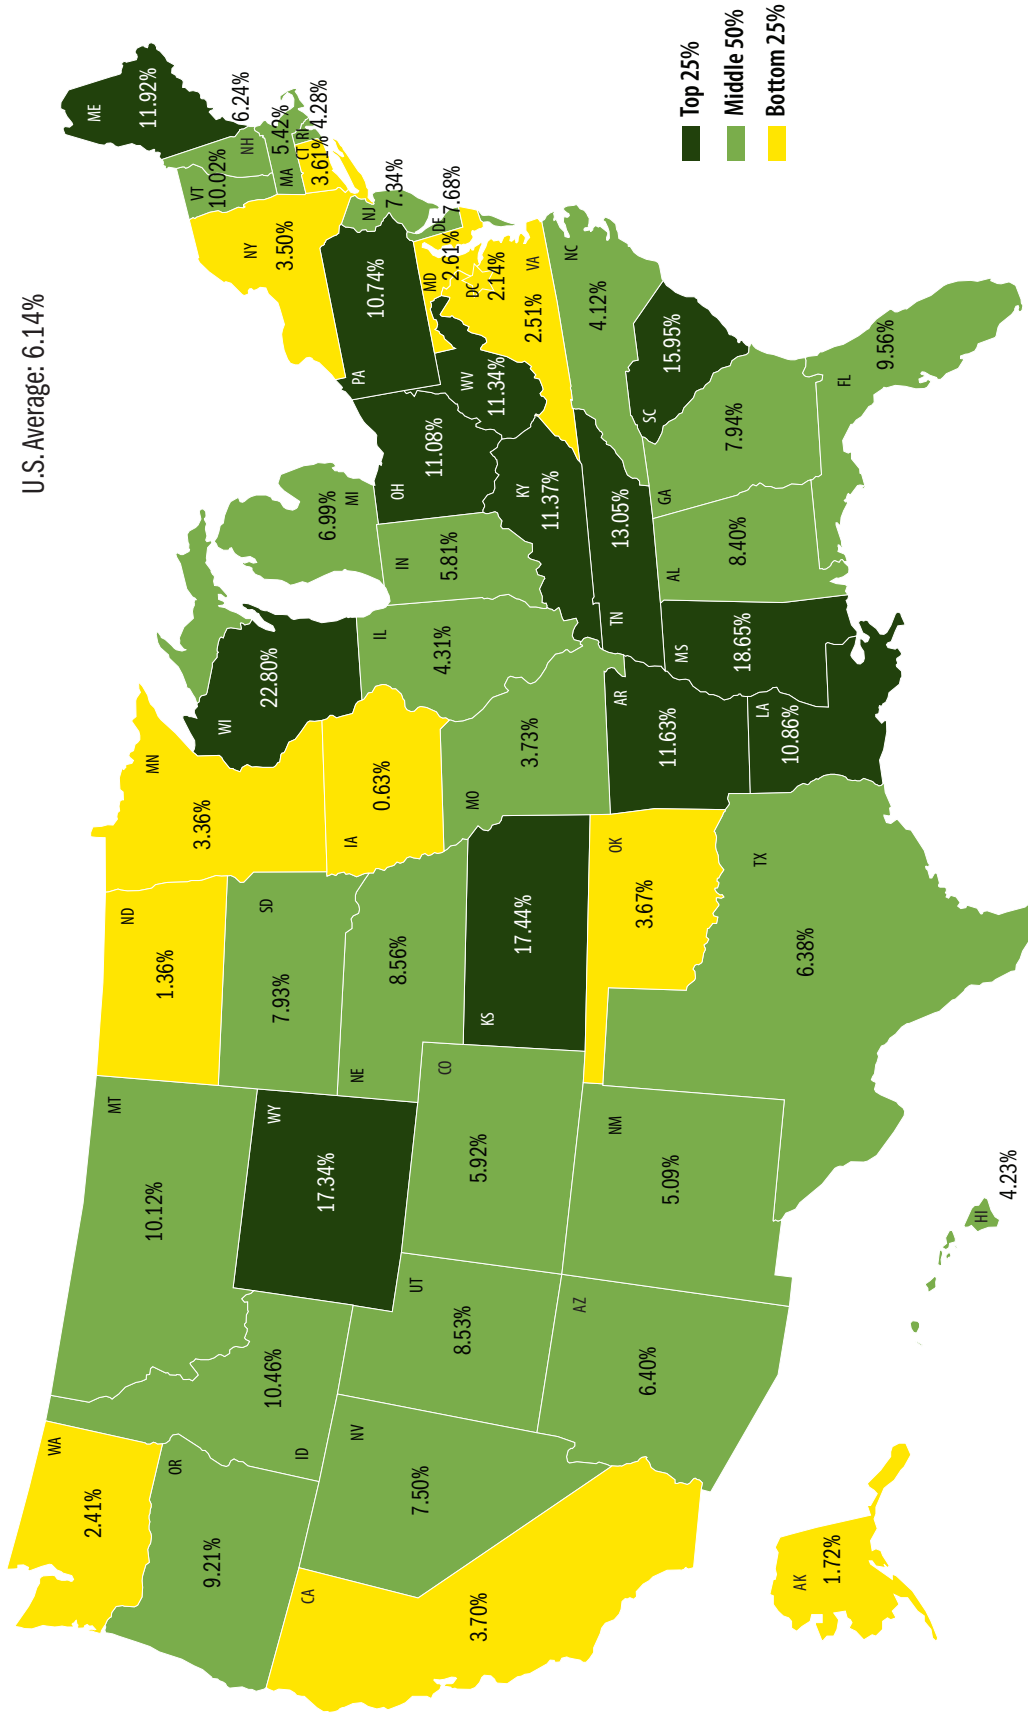 U.S. Average: 6.14%
WA
2.41%
OR
9.21%
CA
3.70%
NV
7.50%
ID
10.46%
MT
10.12%
WY
17.34%
UT
8.53%
AZ
6.40%
CO
5.92%
NM
5.09%
ND
1.36%
SD
7.93%
NE
8.56%
KS
17.44%
OK
3.67%
TX
6.38%
MN
3.36%
IA
0.63%
MO
3.73%
AR
11.63%
LA
10.86%
WI
22.80%
IL
4.31%
MI
6.99%
IN
5.81%
OH
11.08%
KY
11.37%
TN
13.05%
MS
18.65%
AL
8.40%
GA
7.94%
FL
9.56%
SC
15.95%
NC
4.12%
VA
2.51%
WV
11.34%
DC
2.14%
MD
2.61%
DE
7.68%
PA
10.74%
NJ
7.34%
NY
3.50%
CT
3.61%
RI
4.28%
MA
5.42%
VT
10.02%
NH
6.24%
ME
11.92%
AK
1.72%
HI
4.23%
Top 25%
Middle 50%
Bottom 25%